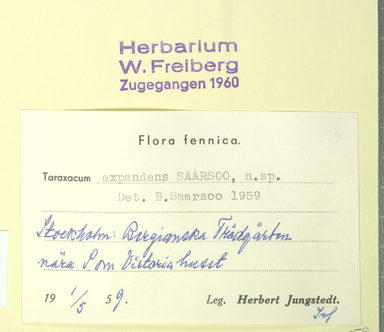 Herbarium
W. Freiberg
Zugegangen 1960
Flora fennica.
Taraxacum expandens SAARSOO, n.sp.
Det. B.Saarsoo 1959
Stockholm: Bergianska Trädgården
nära S om Victoriahuset
19 1/5 59. Leg. Herbert Jungstedt.